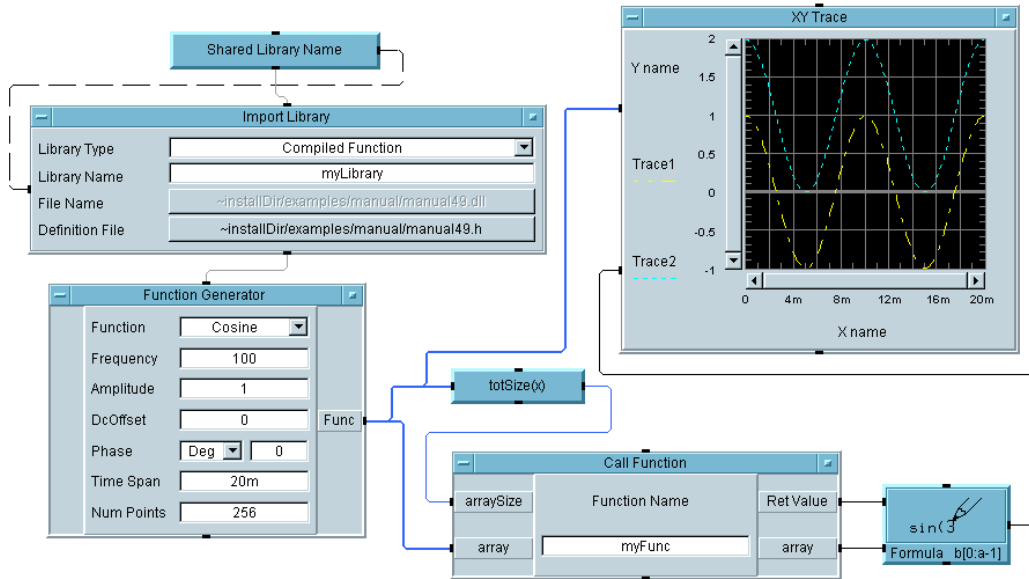 Shared Library Name
Import Library
Library Type Compiled Function
Library Name myLibrary
File Name ~installDir/examples/manual/manual49.dll
Definition File ~installDir/examples/manual/manual49.h
Function Generator
Function Cosine
Frequency 100
Amplitude 1
DcOffset 0
Phase Deg 0
Time Span 20m
Num Points 256
Func
totSize(x)
XY Trace
Y name
Trace1
Trace2
2
1.5
1
0.5
0
-0.5
-1
0 4m 8m 12m 16m 20m
X name
Call Function
arraySize Function Name Ret Value
array myFunc array
sin(3
Formula b[0:a-1]